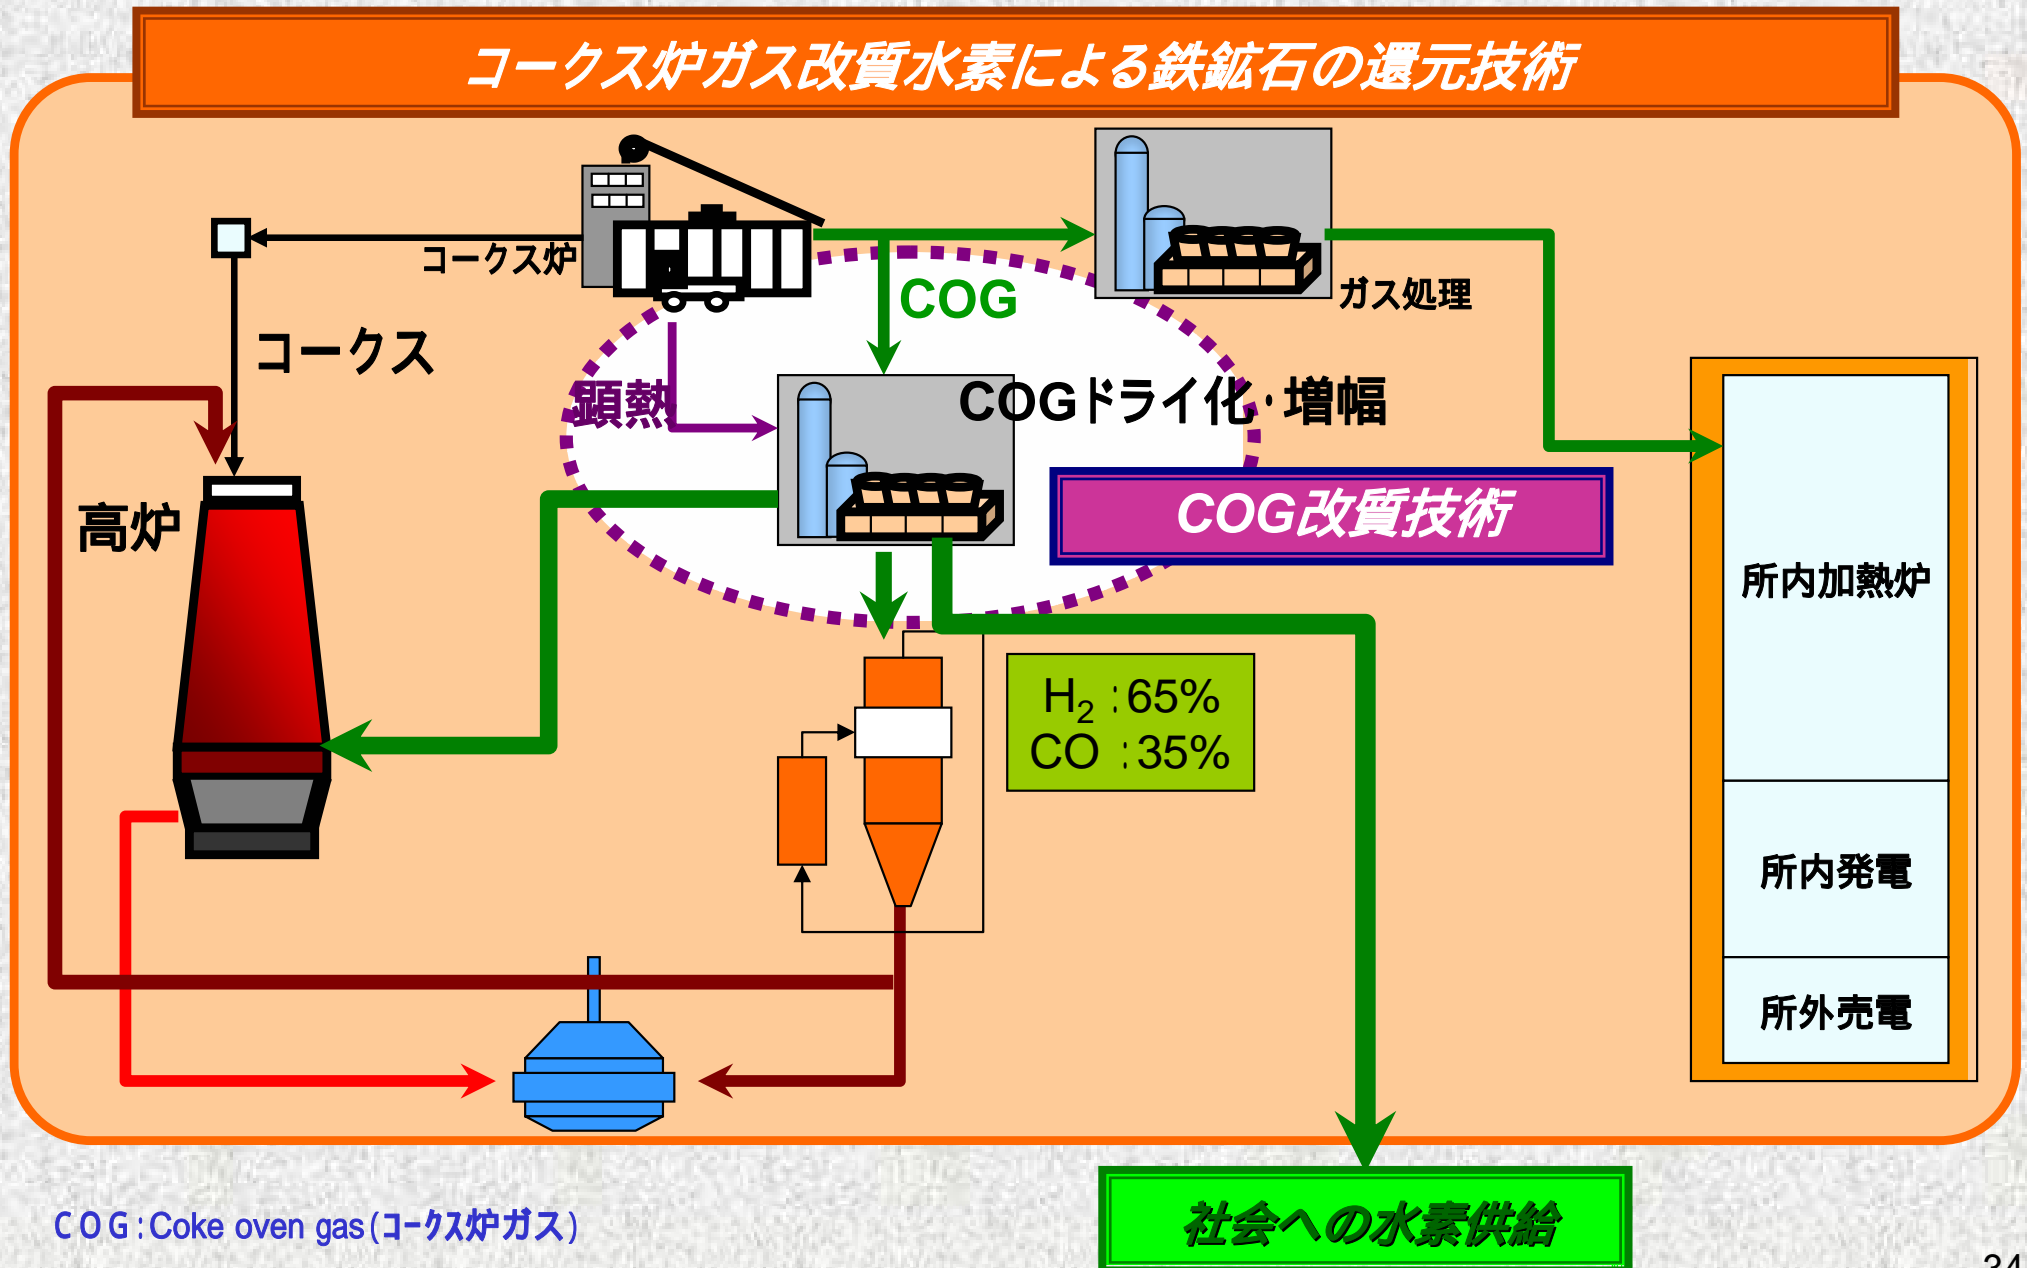 コークス炉ガス改質水素による鉄鉱石の還元技術
コークス炉
コークス
COG
ガス処理
顕熱
COGドライ化・増幅
COG改質技術
高炉
H₂：65%
CO：35%
所内加熱炉
所内発電
所外売電
社会への水素供給
COG：Coke oven gas(コークス炉ガス)
34